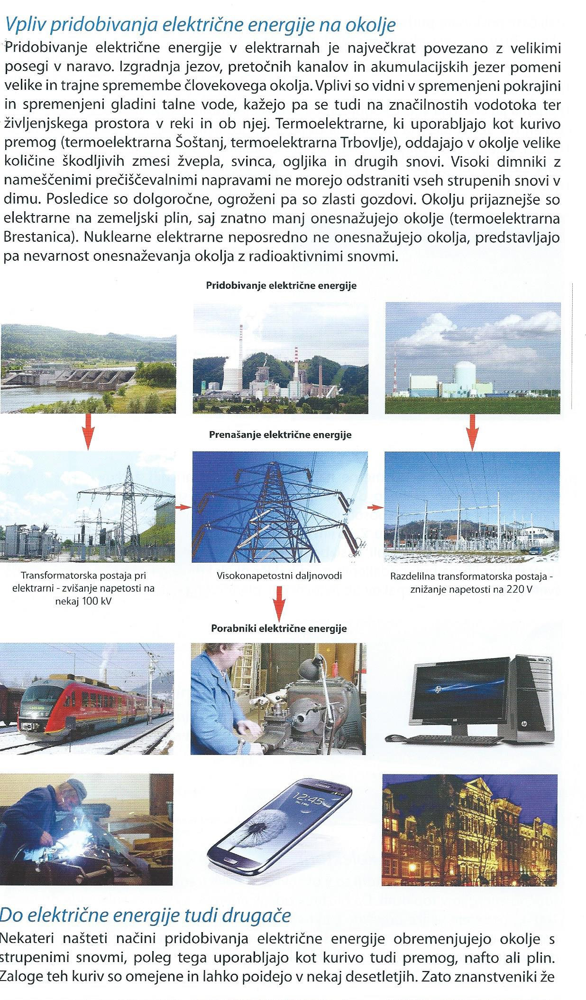 Vpliv pridobivanja električne energije na okolje
Pridobivanje električne energije v elektrarnah je največkrat povezano z velikimi
posegi v naravo. Izgradnja jezov, pretočnih kanalov in akumulacijskih jezer pomeni
velike in trajne spremembe človekovega okolja. Vplivi so vidni v spremenjeni pokrajini
in spremenjeni gladini talne vode, kažejo pa se tudi na značilnostih vodotoka ter
življenjskega prostora v reki in ob njej. Termoelektrarne, ki uporabljajo kot kurivo
premog (termoelektrarna Šoštanj, termoelektrarna Trbovlje), oddajajo v okolje velike
količine škodljivih zmesi žvepla, svinca, ogljika in drugih snovi. Visoki dimniki z
nameščenimi prečiščevalnimi napravami ne morejo odstraniti vseh strupenih snovi v
dimu. Posledice so dolgoročne, ogroženi pa so zlasti gozdovi. Okolju prijaznejše so
elektrarne na zemeljski plin, saj znatno manj onesnažujejo okolje (termoelektrarna
Brestanica). Nuklearne elektrarne neposredno ne onesnažujejo okolja, predstavljajo
pa nevarnost onesnaževanja okolja z radioaktivnimi snovmi.
Pridobivanje električne energije
Prenašanje električne energije
Transformatorska postaja pri
elektrarni - zvišanje napetosti na
nekaj 100 kV
Visokonapetostni daljnovodi
Razdelilna transformatorska postaja -
znižanje napetosti na 220 V
Porabniki električne energije
hp
hp
SAMSUNG
12:45
Do električne energije tudi drugače
Nekateri našteti načini pridobivanja električne energije obremenjujejo okolje s
strupenimi snovmi, poleg tega uporabljajo kot kurivo tudi premog, nafto ali plin.
Zaloge teh kuriv so omejene in lahko poidejo v nekaj desetletjih. Zato znanstveniki že